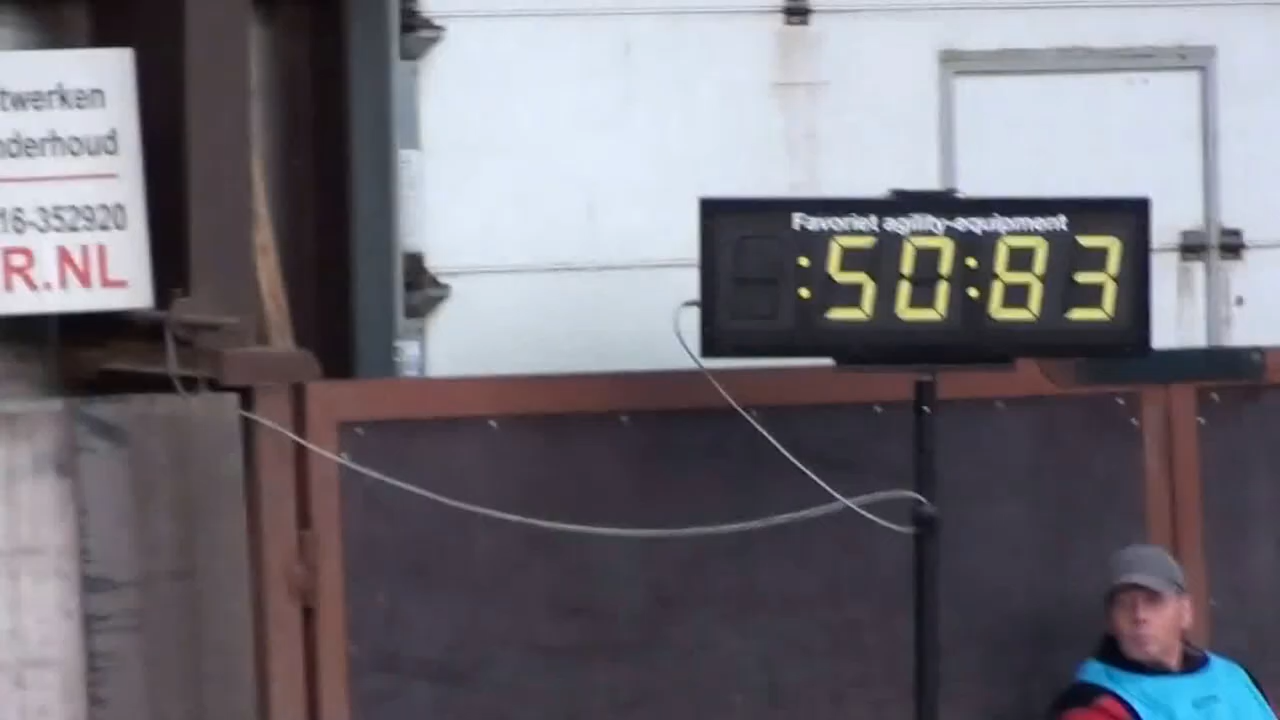 twerken
nderhoud
16-352920
R.NL
Favoriet agility-equipment
:50:83